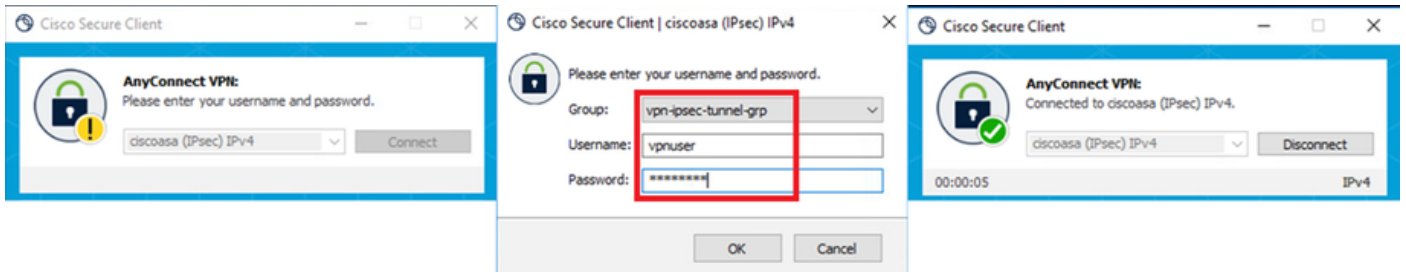 Cisco Secure Client
AnyConnect VPN:
Please enter your username and password.
ciscoasa (IPsec) IPv4
Connect
Cisco Secure Client | ciscoasa (IPsec) IPv4
Please enter your username and password.
Group:
vpn-ipsec-tunnel-grp
Username:
vpnuser
Password:
********
OK
Cancel
Cisco Secure Client
AnyConnect VPN:
Connected to ciscoasa (IPsec) IPv4.
ciscoasa (IPsec) IPv4
Disconnect
00:00:05
IPv4